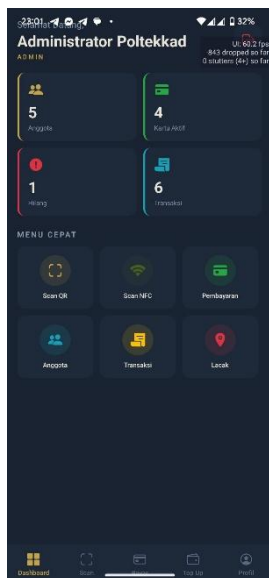 23:01
32%
Selamat Datang,
Administrator Poltekkad
ADMIN
UI: 60.2 fps
843 dropped so far
0 stutters (4+) so far
5
Anggota
4
Kartu Aktif
1
Hilang
6
Transaksi
MENU CEPAT
Scan QR
Scan NFC
Pembayaran
Anggota
Transaksi
Lacak
Dashboard
Scan
Top Up
Profil